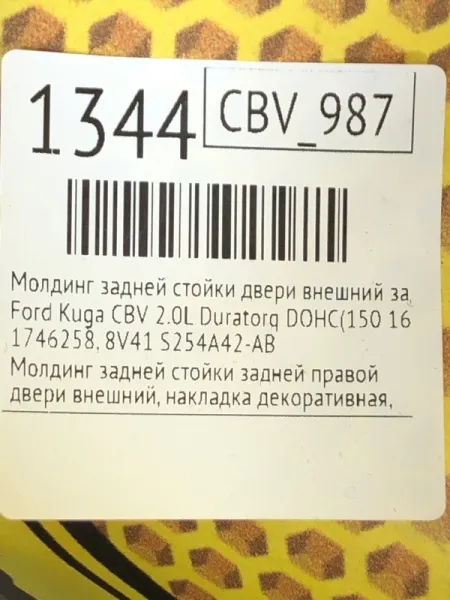 1344
CBV_987
Молдинг задней стойки двери внешний за
Ford Kuga CBV 2.0L Duratorq DOHC(150 16
1746258, 8V41 S254A42-AB
Молдинг задней стойки задней правой
двери внешний, накладка декоративная,